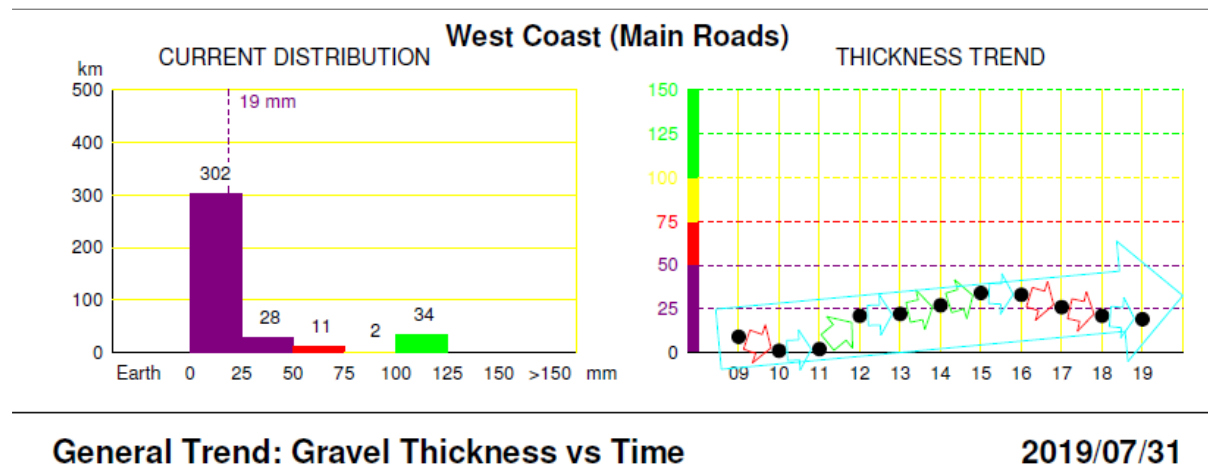 West Coast (Main Roads)
CURRENT DISTRIBUTION
THICKNESS TREND
km
500
400
300
200
100
0
19 mm
302
28
11
2
34
Earth 0 25 50 75 100 125 150 >150 mm
150
125
100
75
50
25
0
09 10 11 12 13 14 15 16 17 18 19
General Trend: Gravel Thickness vs Time
2019/07/31